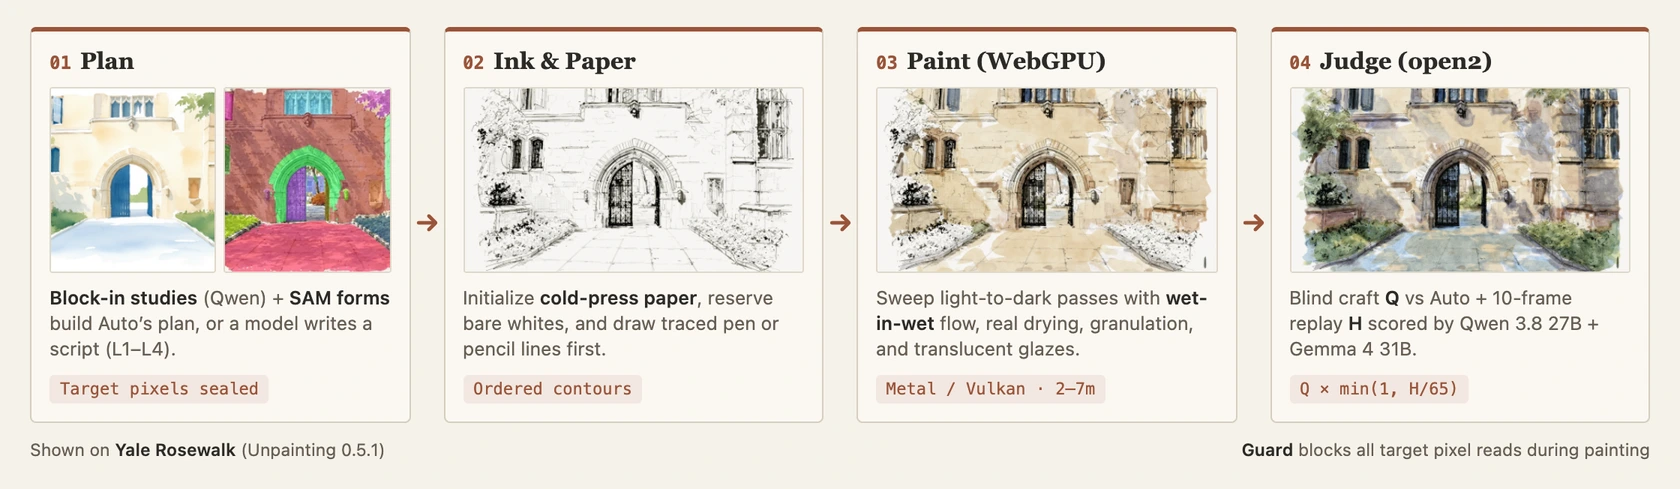 01 Plan
Block-in studies (Qwen) + SAM forms
build Auto's plan, or a model writes a
script (L1–L4).
Target pixels sealed
02 Ink & Paper
Initialize cold-press paper, reserve
bare whites, and draw traced pen or
pencil lines first.
Ordered contours
03 Paint (WebGPU)
Sweep light-to-dark passes with wet-
in-wet flow, real drying, granulation,
and translucent glazes.
Metal / Vulkan · 2–7m
04 Judge (open2)
Blind craft Q vs Auto + 10-frame
replay H scored by Qwen 3.8 27B +
Gemma 4 31B.
Q × min(1, H/65)
Shown on Yale Rosewalk (Unpainting 0.5.1)
Guard blocks all target pixel reads during painting